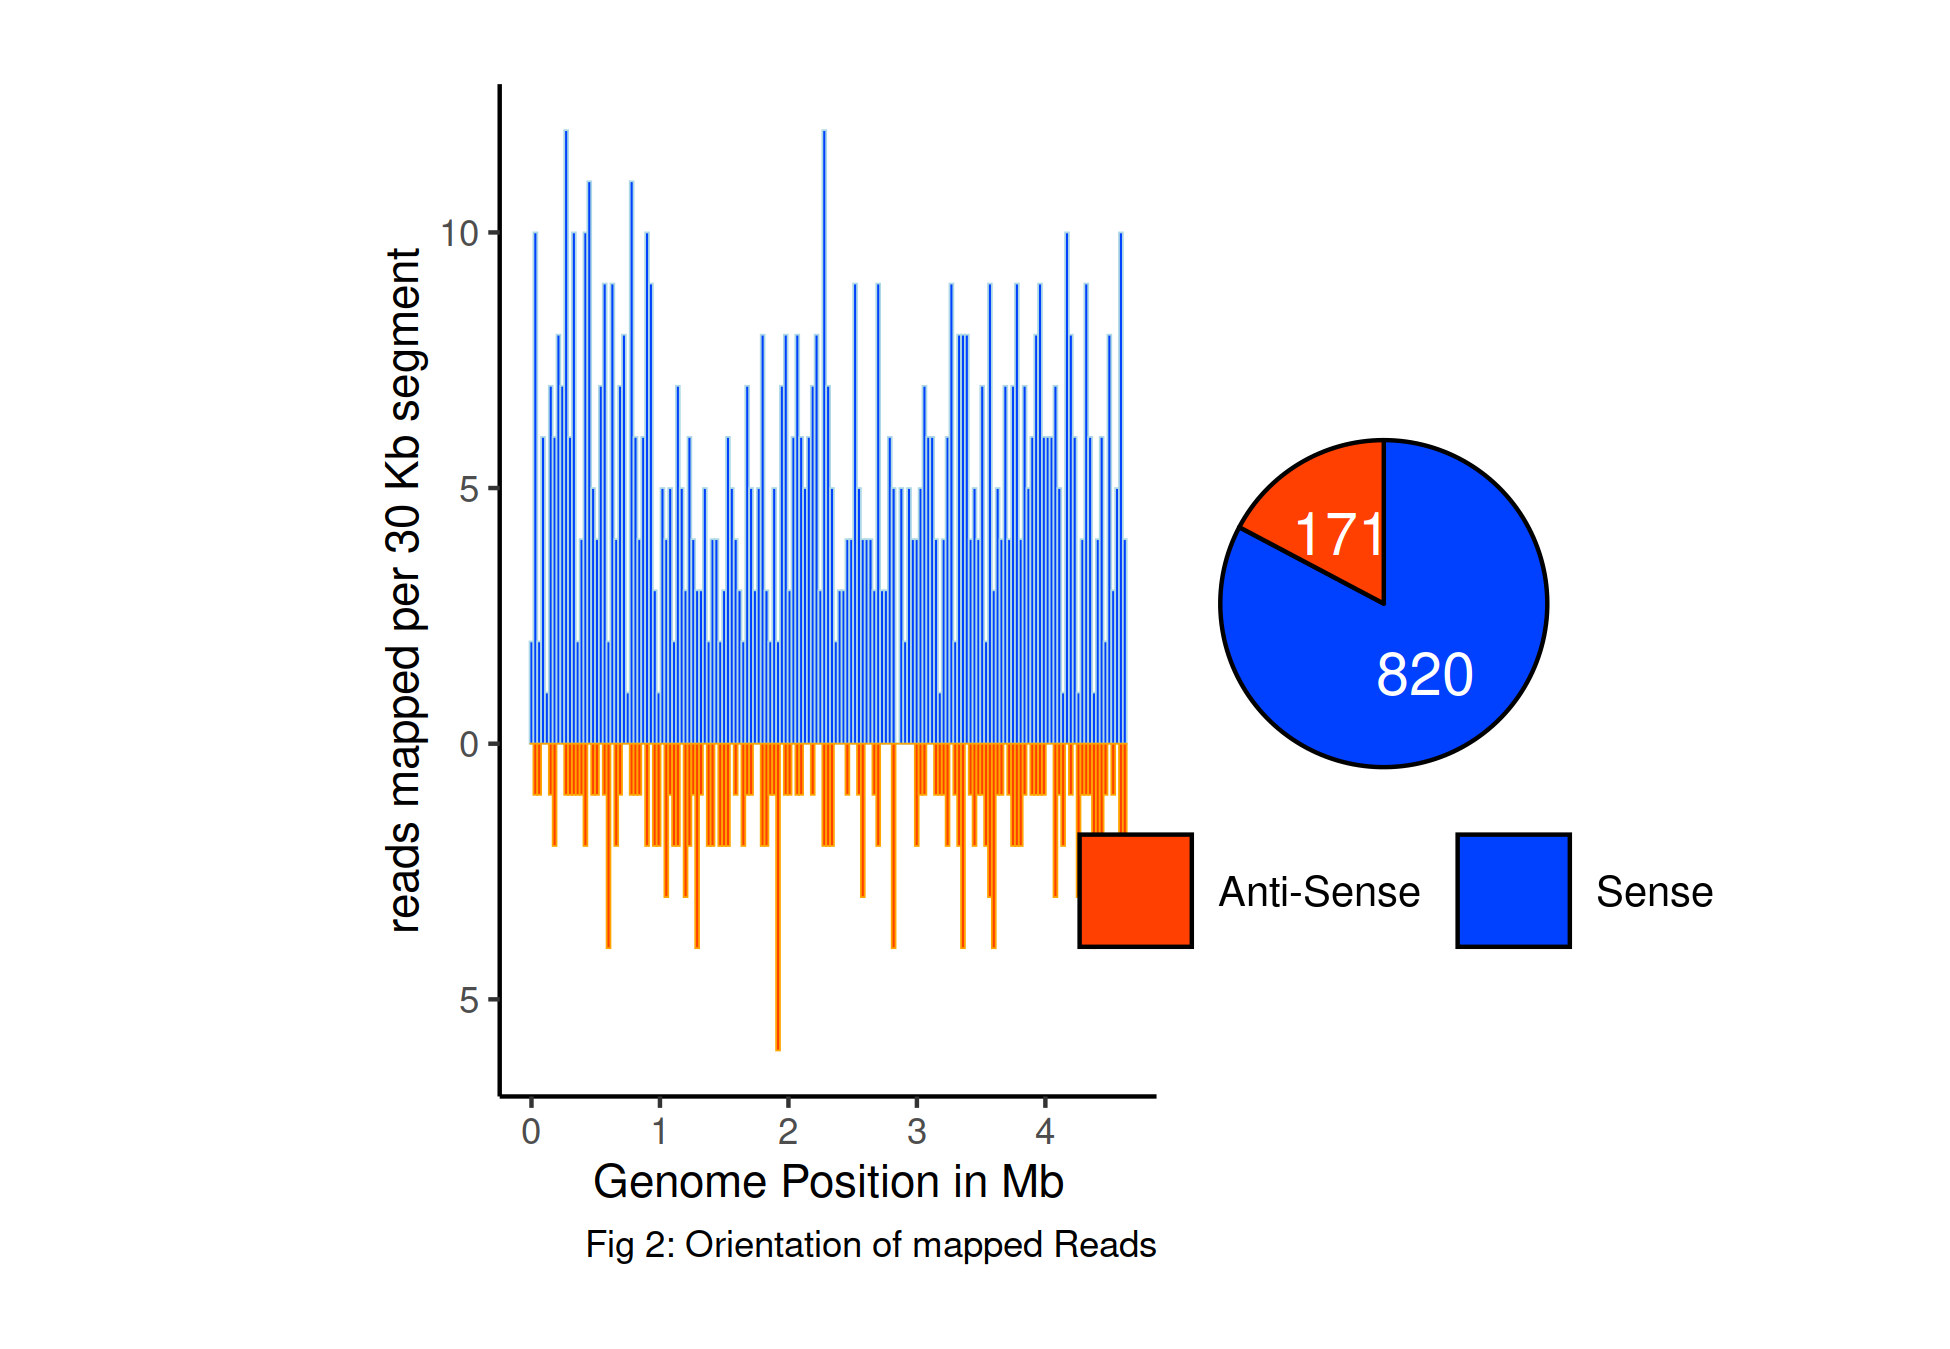 reads mapped per 30 Kb segment
10
5
0
5
0 1 2 3 4
Genome Position in Mb
Fig 2: Orientation of mapped Reads
171
820
Anti-Sense
Sense